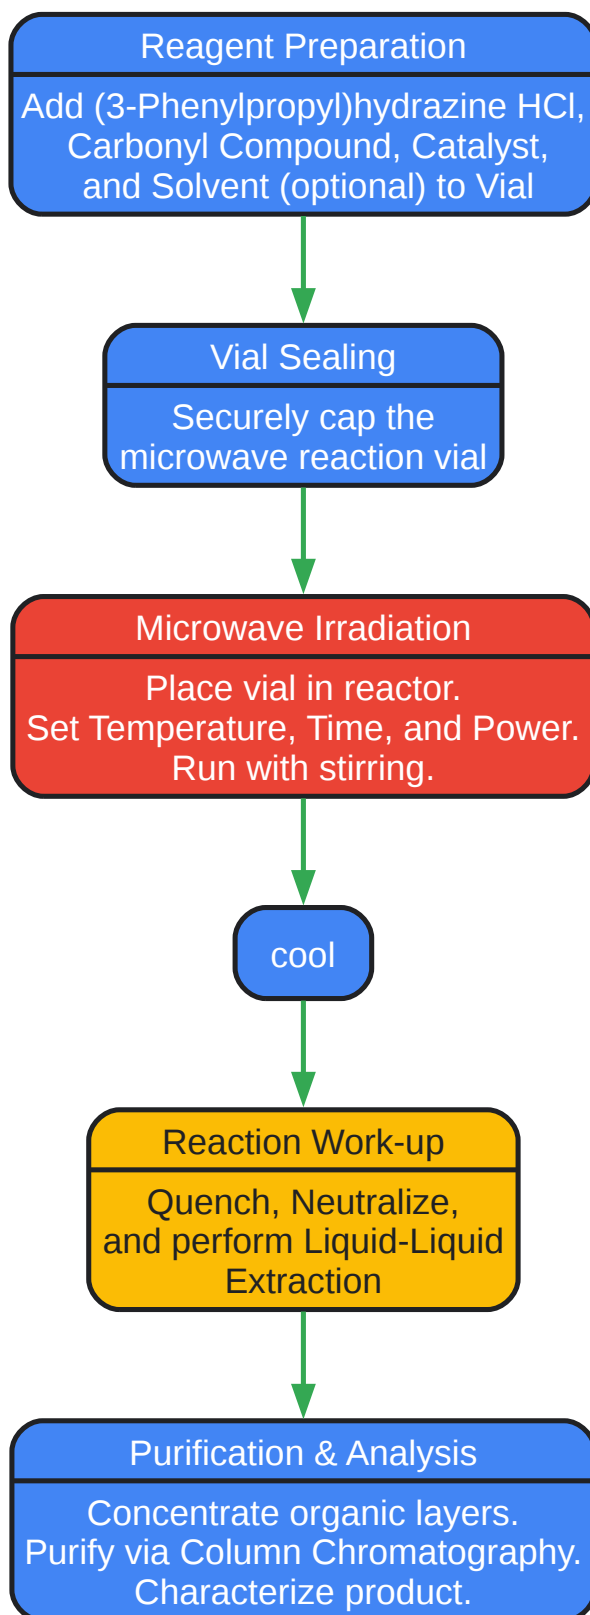 Reagent Preparation
Add (3-Phenylpropyl)hydrazine HCl,
Carbonyl Compound, Catalyst,
and Solvent (optional) to Vial
Vial Sealing
Securely cap the
microwave reaction vial
Microwave Irradiation
Place vial in reactor.
Set Temperature, Time, and Power.
Run with stirring.
cool
Reaction Work-up
Quench, Neutralize,
and perform Liquid-Liquid
Extraction
Purification & Analysis
Concentrate organic layers.
Purify via Column Chromatography.
Characterize product.